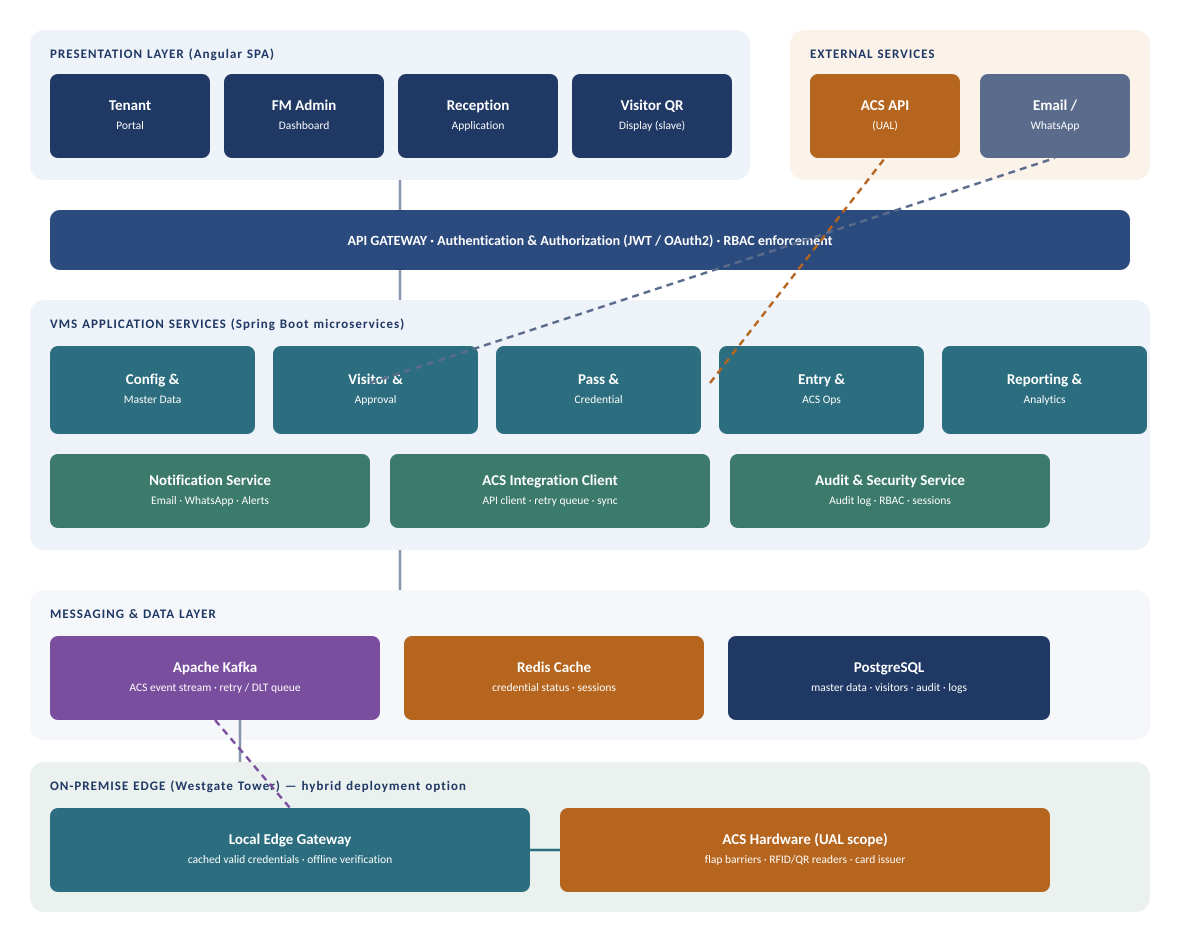 PRESENTATION LAYER (Angular SPA)
Tenant
Portal
FM Admin
Dashboard
Reception
Application
Visitor QR
Display (slave)
EXTERNAL SERVICES
ACS API
(UAL)
Email /
WhatsApp
API GATEWAY · Authentication & Authorization (JWT / OAuth2) · RBAC enforcement
VMS APPLICATION SERVICES (Spring Boot microservices)
Config &
Master Data
Visitor &
Approval
Pass &
Credential
Entry &
ACS Ops
Reporting &
Analytics
Notification Service
Email · WhatsApp · Alerts
ACS Integration Client
API client · retry queue · sync
Audit & Security Service
Audit log · RBAC · sessions
MESSAGING & DATA LAYER
Apache Kafka
ACS event stream · retry / DLT queue
Redis Cache
credential status · sessions
PostgreSQL
master data · visitors · audit · logs
ON-PREMISE EDGE (Westgate Tower) — hybrid deployment option
Local Edge Gateway
cached valid credentials · offline verification
ACS Hardware (UAL scope)
flap barriers · RFID/QR readers · card issuer